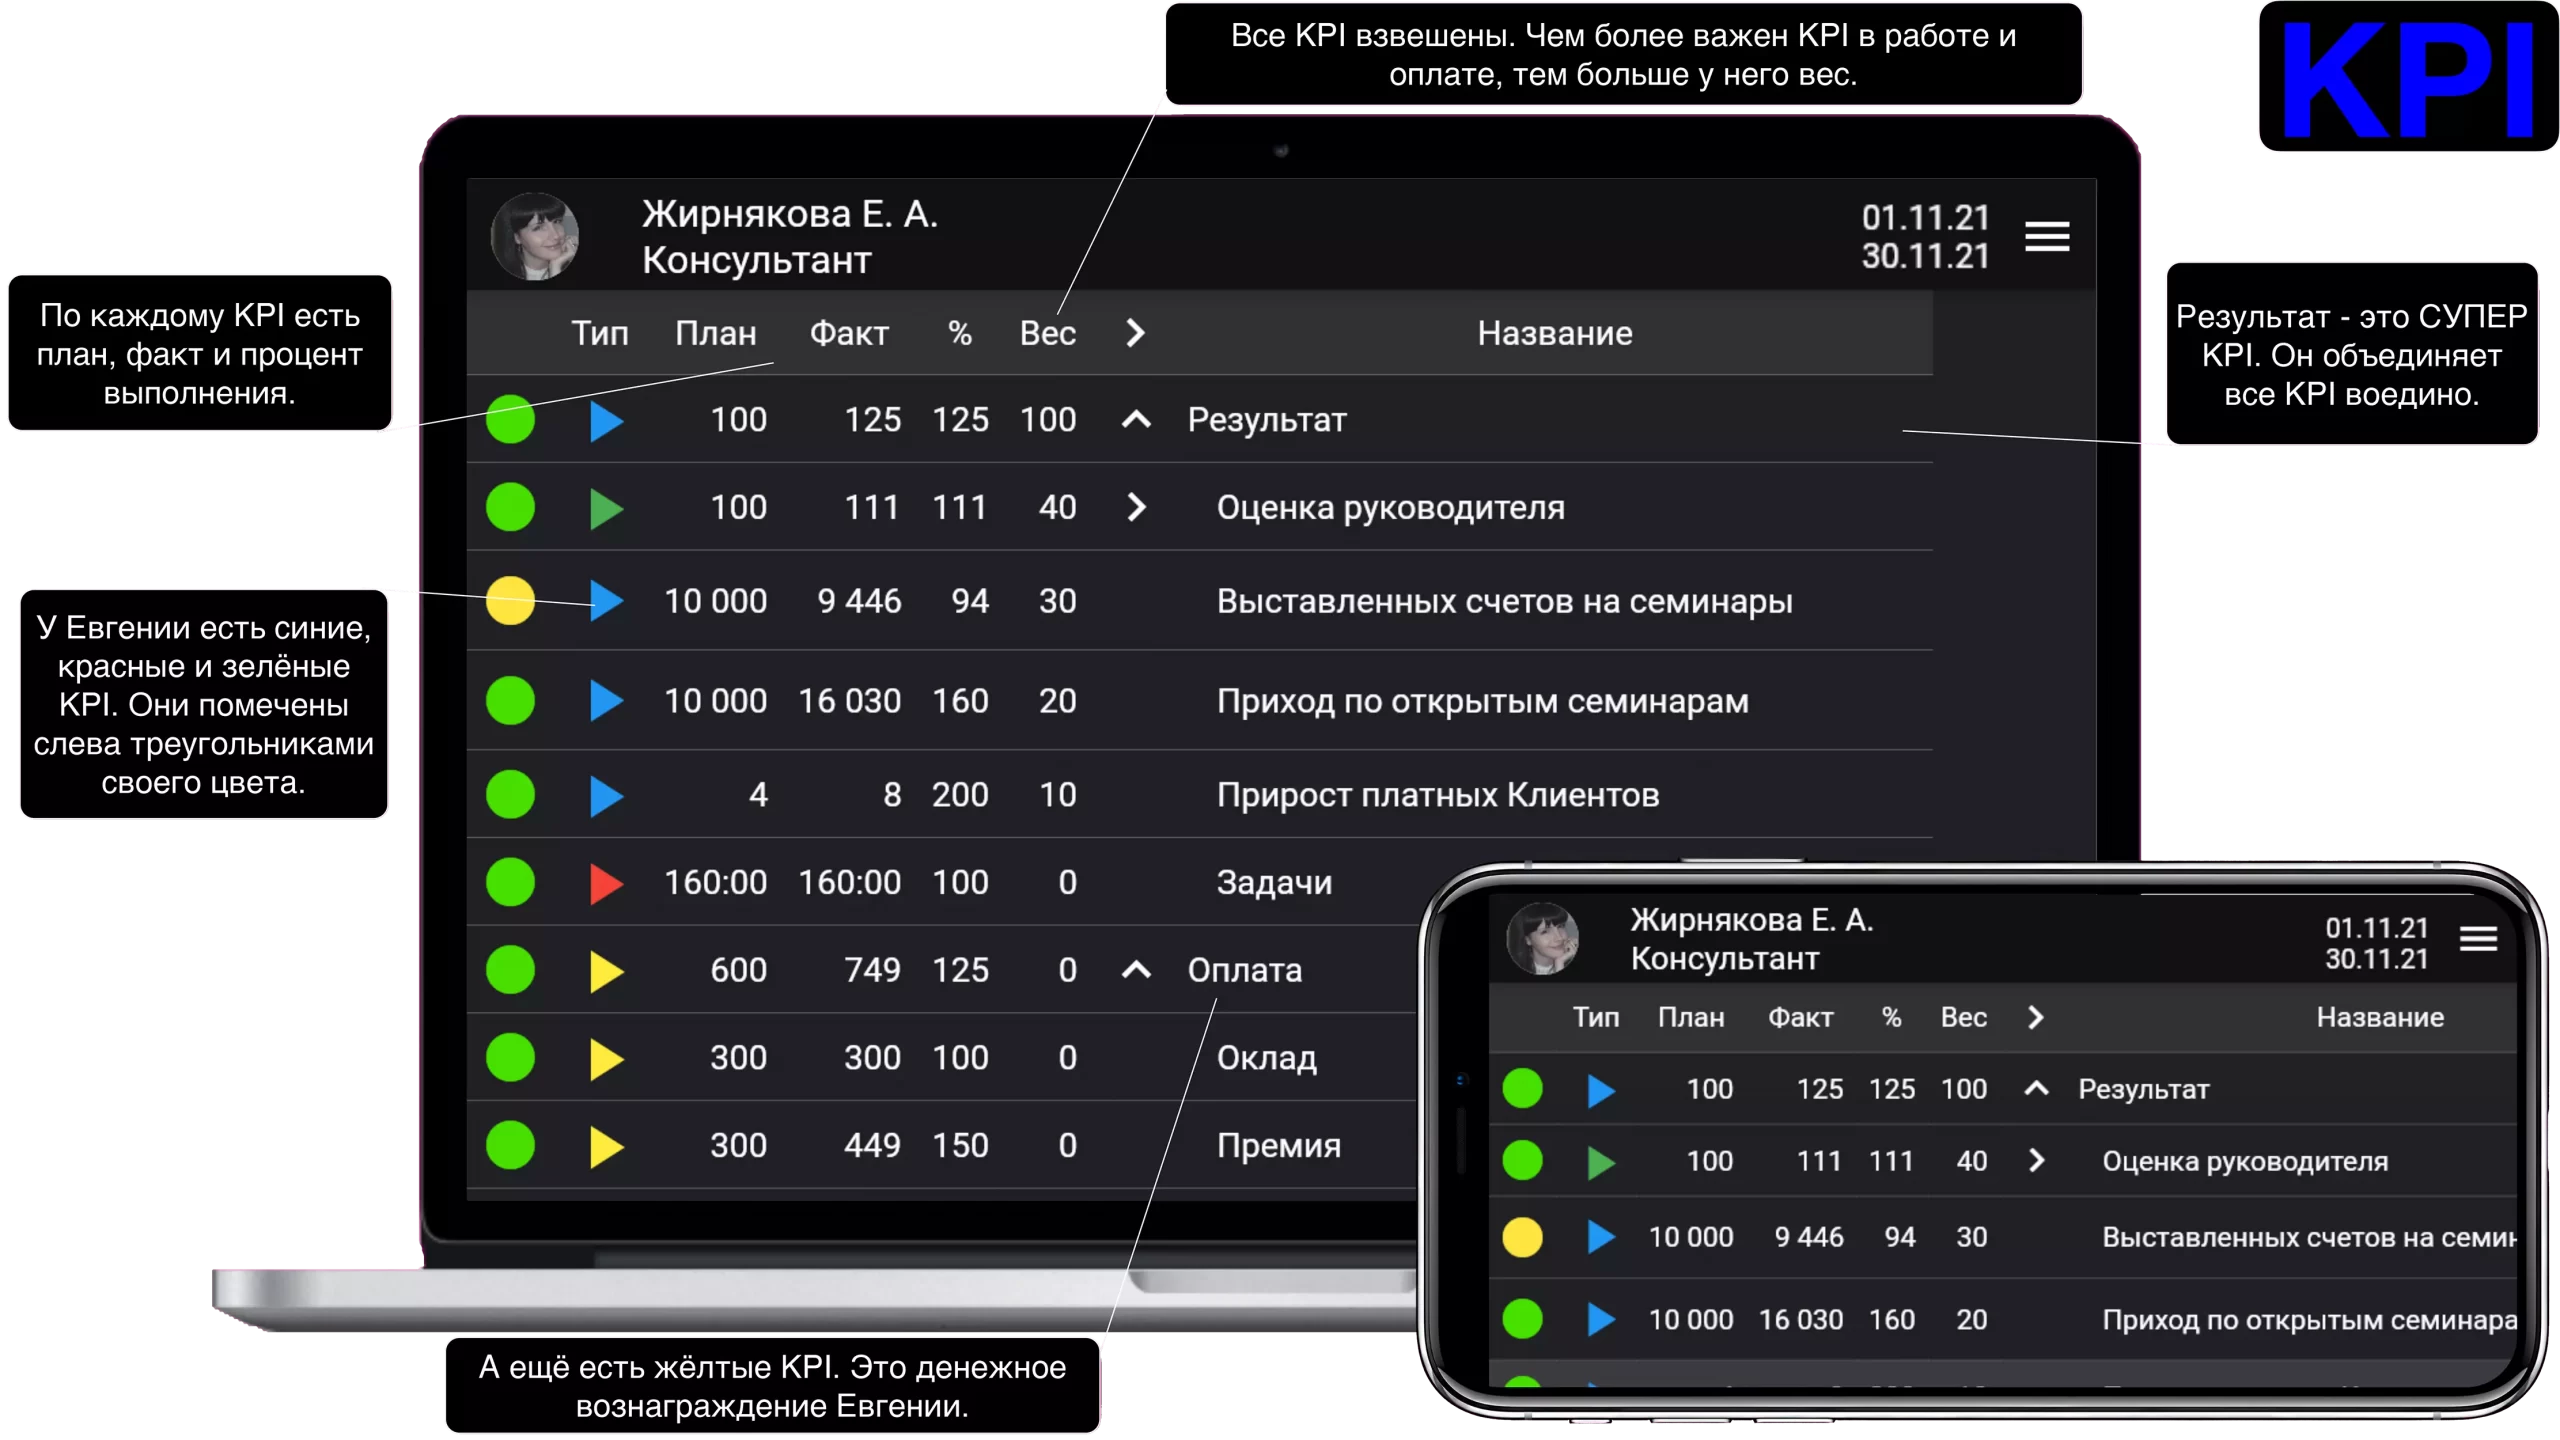 Все KPI взвешены. Чем более важен KPI в работе и
оплате, тем больше у него вес.
KPI
Жирнякова Е. А.
Консультант
01.11.21
30.11.21
По каждому KPI есть
план, факт и процент
выполнения.
Результат - это СУПЕР
KPI. Он объединяет
все KPI воедино.
У Евгении есть синие,
красные и зелёные
KPI. Они помечены
слева треугольниками
своего цвета.
Тип План Факт % Вес Название
100 125 125 100 Результат
100 111 111 40 Оценка руководителя
10 000 9 446 94 30 Выставленных счетов на семинары
10 000 16 030 160 20 Приход по открытым семинарам
4 8 200 10 Прирост платных Клиентов
160:00 160:00 100 0 Задачи
600 749 125 0 Оплата
300 300 100 0 Оклад
300 449 150 0 Премия
А ещё есть жёлтые KPI. Это денежное
вознаграждение Евгении.
Жирнякова Е. А.
Консультант
01.11.21
30.11.21
Тип План Факт % Вес Название
100 125 125 100 Результат
100 111 111 40 Оценка руководителя
10 000 9 446 94 30 Выставленных счетов на семин
10 000 16 030 160 20 Приход по открытым семинара